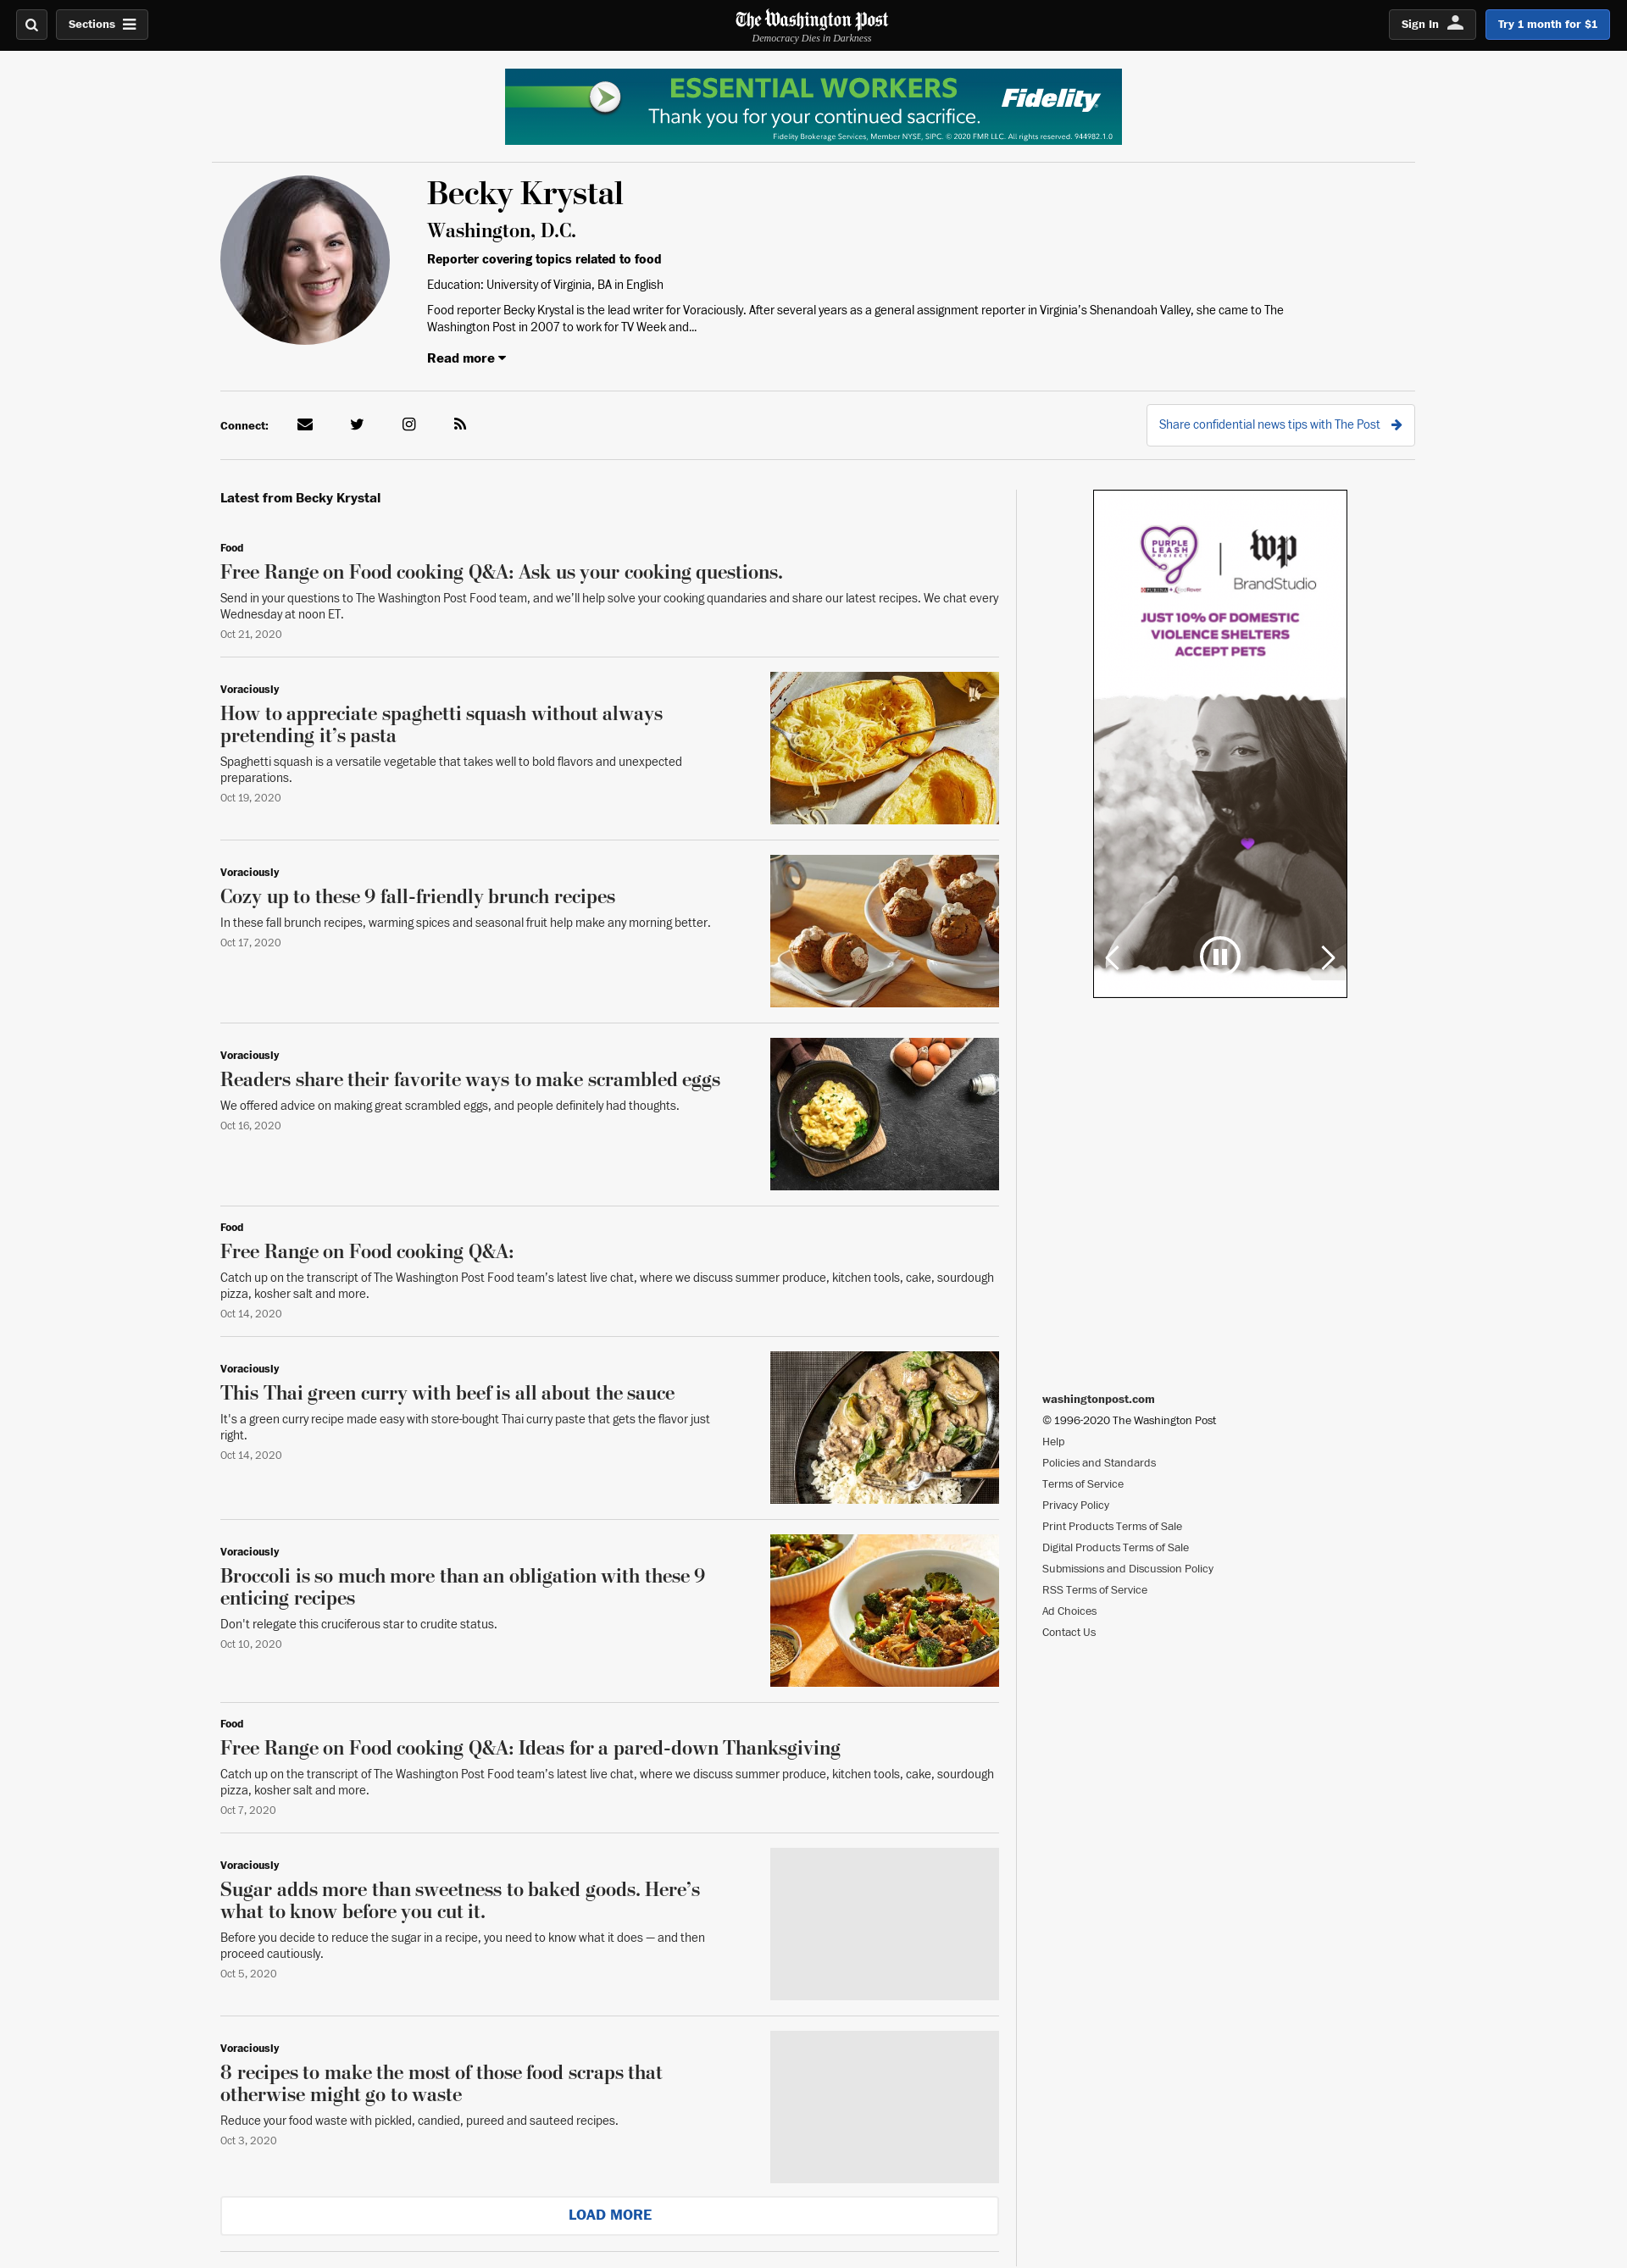 Sections
The Washington Post
Democracy Dies in Darkness
Sign In
Try 1 month for $1
ESSENTIAL WORKERS
Thank you for your continued sacrifice.
Fidelity
Fidelity Brokerage Services, Member NYSE, SIPC. © 2020 FMR LLC. All rights reserved. 944982.1.0
Becky Krystal
Washington, D.C.
Reporter covering topics related to food
Education: University of Virginia, BA in English
Food reporter Becky Krystal is the lead writer for Voraciously. After several years as a general assignment reporter in Virginia's Shenandoah Valley, she came to The
Washington Post in 2007 to work for TV Week and...
Read more
Connect:
Share confidential news tips with The Post
Latest from Becky Krystal
Food
Free Range on Food cooking Q&A: Ask us your cooking questions.
Send in your questions to The Washington Post Food team, and we'll help solve your cooking quandaries and share our latest recipes. We chat every
Wednesday at noon ET.
Oct 21, 2020
Voraciously
How to appreciate spaghetti squash without always
pretending it’s pasta
Spaghetti squash is a versatile vegetable that takes well to bold flavors and unexpected
preparations.
Oct 19, 2020
Voraciously
Cozy up to these 9 fall-friendly brunch recipes
In these fall brunch recipes, warming spices and seasonal fruit help make any morning better.
Oct 17, 2020
Voraciously
Readers share their favorite ways to make scrambled eggs
We offered advice on making great scrambled eggs, and people definitely had thoughts.
Oct 16, 2020
Food
Free Range on Food cooking Q&A:
Catch up on the transcript of The Washington Post Food team's latest live chat, where we discuss summer produce, kitchen tools, cake, sourdough
pizza, kosher salt and more.
Oct 14, 2020
Voraciously
This Thai green curry with beef is all about the sauce
It's a green curry recipe made easy with store-bought Thai curry paste that gets the flavor just
right.
Oct 14, 2020
Voraciously
Broccoli is so much more than an obligation with these 9
enticing recipes
Don't relegate this cruciferous star to crudite status.
Oct 10, 2020
Food
Free Range on Food cooking Q&A: Ideas for a pared-down Thanksgiving
Catch up on the transcript of The Washington Post Food team's latest live chat, where we discuss summer produce, kitchen tools, cake, sourdough
pizza, kosher salt and more.
Oct 7, 2020
Voraciously
Sugar adds more than sweetness to baked goods. Here’s
what to know before you cut it.
Before you decide to reduce the sugar in a recipe, you need to know what it does — and then
proceed cautiously.
Oct 5, 2020
Voraciously
8 recipes to make the most of those food scraps that
otherwise might go to waste
Reduce your food waste with pickled, candied, pureed and sauteed recipes.
Oct 3, 2020
LOAD MORE
PURPLE
LEASH
PROJECT
PURINA
wp
BrandStudio
JUST 10% OF DOMESTIC
VIOLENCE SHELTERS
ACCEPT PETS
washingtonpost.com
© 1996-2020 The Washington Post
Help
Policies and Standards
Terms of Service
Privacy Policy
Print Products Terms of Sale
Digital Products Terms of Sale
Submissions and Discussion Policy
RSS Terms of Service
Ad Choices
Contact Us